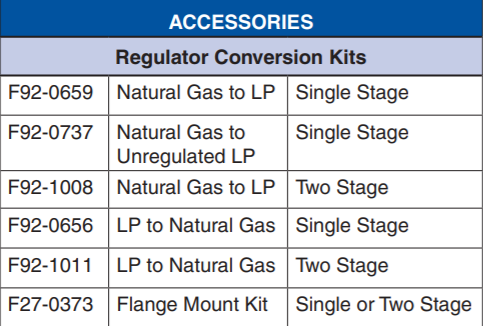 ACCESSORIES
Regulator Conversion Kits
F92-0659 Natural Gas to LP Single Stage
F92-0737 Natural Gas to Single Stage
Unregulated LP
F92-1008 Natural Gas to LP Two Stage
F92-0656 LP to Natural Gas Single Stage
F92-1011 LP to Natural Gas Two Stage
F27-0373 Flange Mount Kit Single or Two Stage